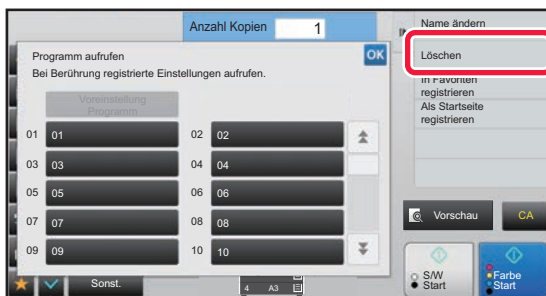 Anzahl Kopien 1
Programm aufrufen
OK
Bei Berührung registrierte Einstellungen aufrufen.
Voreinstellung
Programm
01 01
02 02
03 03
04 04
05 05
06 06
07 07
08 08
09 09
10 10
Sonst.
4 A3
Name ändern
Löschen
In Favoriten
registrieren
Als Startseite
registrieren
Vorschau
CA
S/W
Start
Farbe
Start